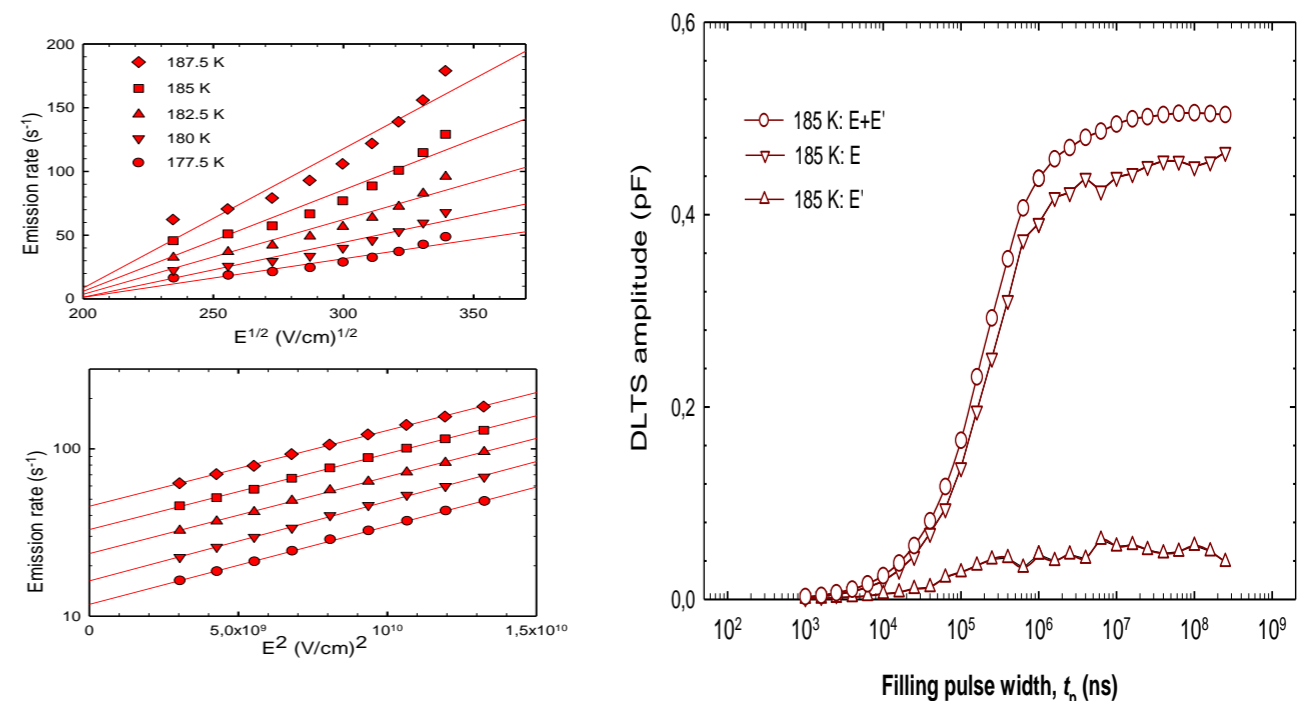 200
150
100
50
0
Emission rate (s⁻¹)
187.5 K
185 K
182.5 K
180 K
177.5 K
200
250
300
350
E^1/2 (V/cm)^1/2
100
10
Emission rate (s⁻¹)
0
5,0x10⁹
10¹⁰
1,5x10¹⁰
E² (V/cm)²
0,6
0,4
0,2
0,0
DLTS amplitude (pF)
185 K: E+E'
185 K: E
185 K: E'
10²
10³
10⁴
10⁵
10⁶
10⁷
10⁸
10⁹
Filling pulse width, tₚ (ns)